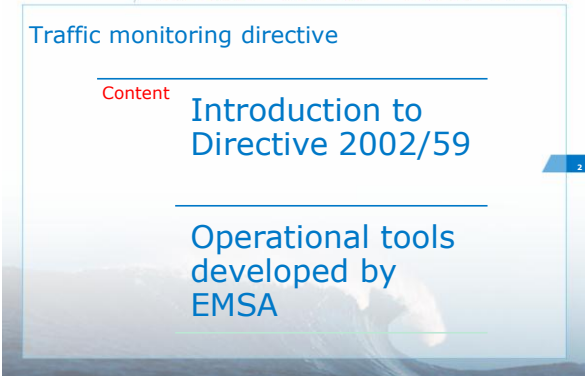 Traffic monitoring directive
Content
Introduction to
Directive 2002/59
2
Operational tools
developed by
EMSA